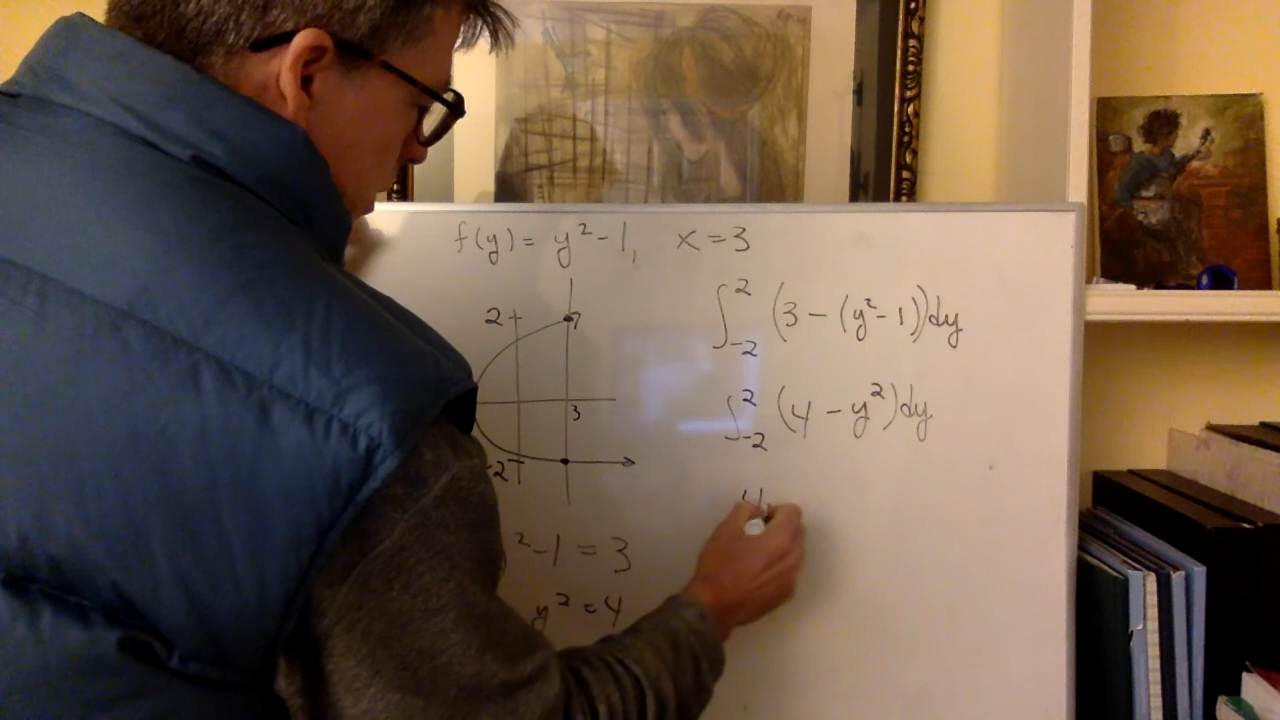 f(y) = y² - 1, x = 3
2
3
-2
² - 1 = 3
y² = 4
∫₋₂² (3 - (y² - 1))dy
∫₋₂² (4 - y²)dy
4